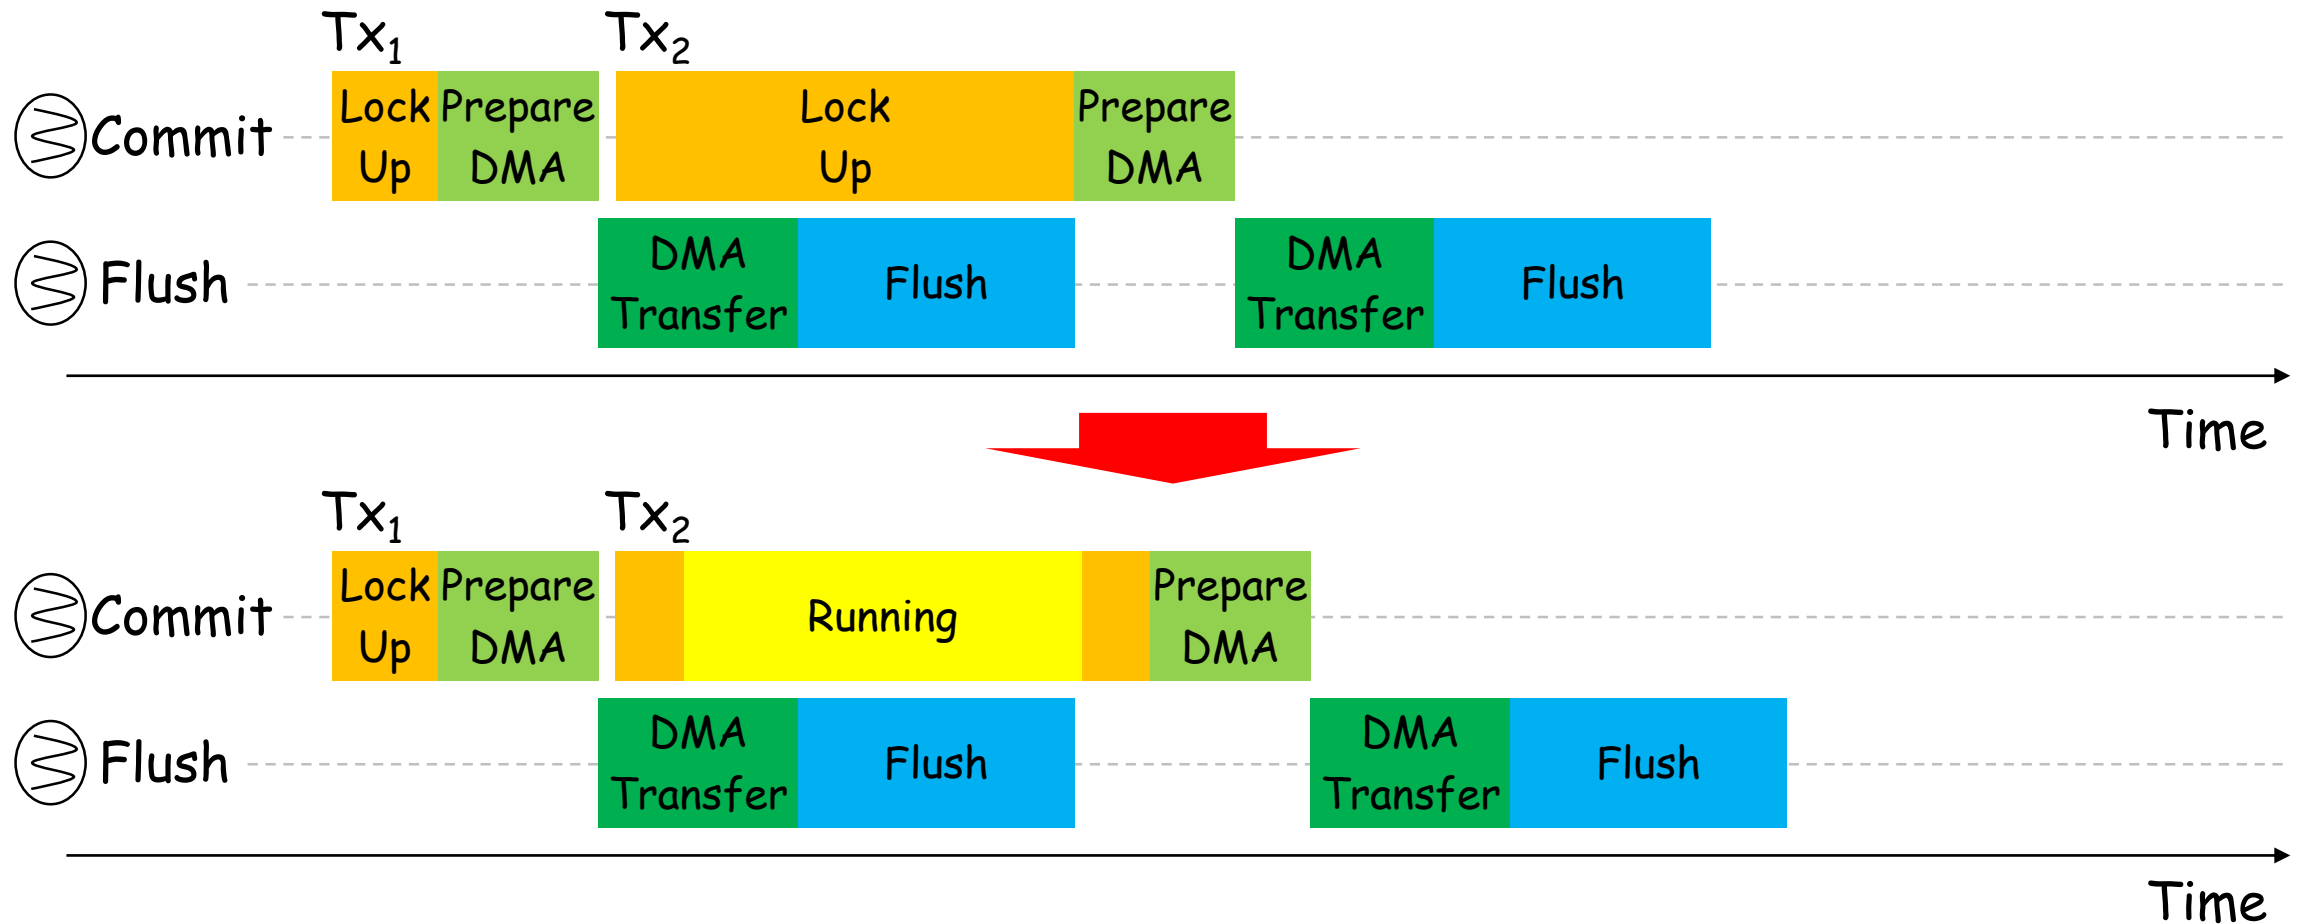 Tx1 Tx2
Commit
Lock Up
Prepare DMA
Lock Up
Prepare DMA
Flush
DMA Transfer
Flush
DMA Transfer
Flush
Time
Tx1 Tx2
Commit
Lock Up
Prepare DMA
Running
Prepare DMA
Flush
DMA Transfer
Flush
DMA Transfer
Flush
Time